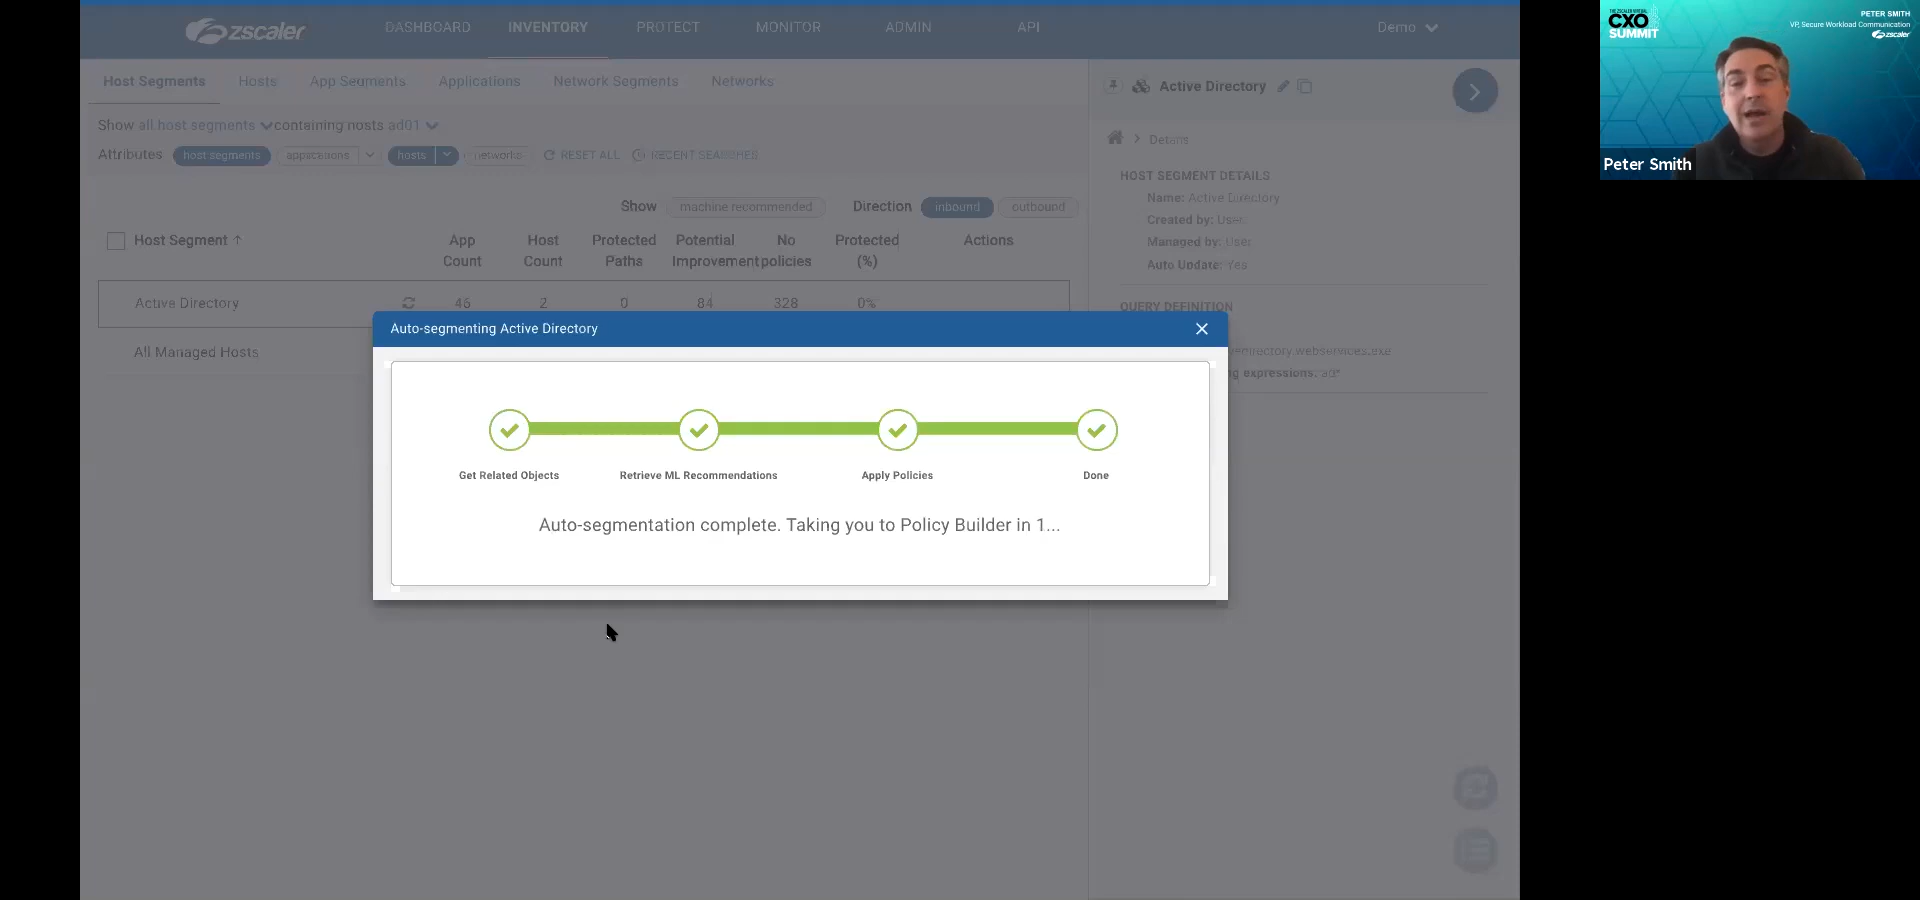 zscaler
DASHBOARD
INVENTORY
PROTECT
MONITOR
ADMIN
API
Demo
Host Segments
Hosts
App Segments
Applications
Network Segments
Networks
Show all host segments containing hosts ad01
Attributes
host segments
applications
hosts
networks
RESET ALL
RECENT SEARCHES
Show
machine recommended
Direction
inbound
outbound
Host Segment ↑
App Count
Host Count
Protected Paths
Potential Improvement
No policies
Protected (%)
Actions
Active Directory
46
2
0
84
328
0%
All Managed Hosts
Auto-segmenting Active Directory
Get Related Objects
Retrieve ML Recommendations
Apply Policies
Done
Auto-segmentation complete. Taking you to Policy Builder in 1...
Active Directory
> Details
HOST SEGMENT DETAILS
Name: Active Directory
Created by: User
Managed by: User
Auto Update: Yes
QUERY DEFINITION
directory.webservices.exe
expressions: ad*
THE ZSCALER VIRTUAL
CXO
SUMMIT
PETER SMITH
VP, Secure Workload Communication
zscaler
Peter Smith